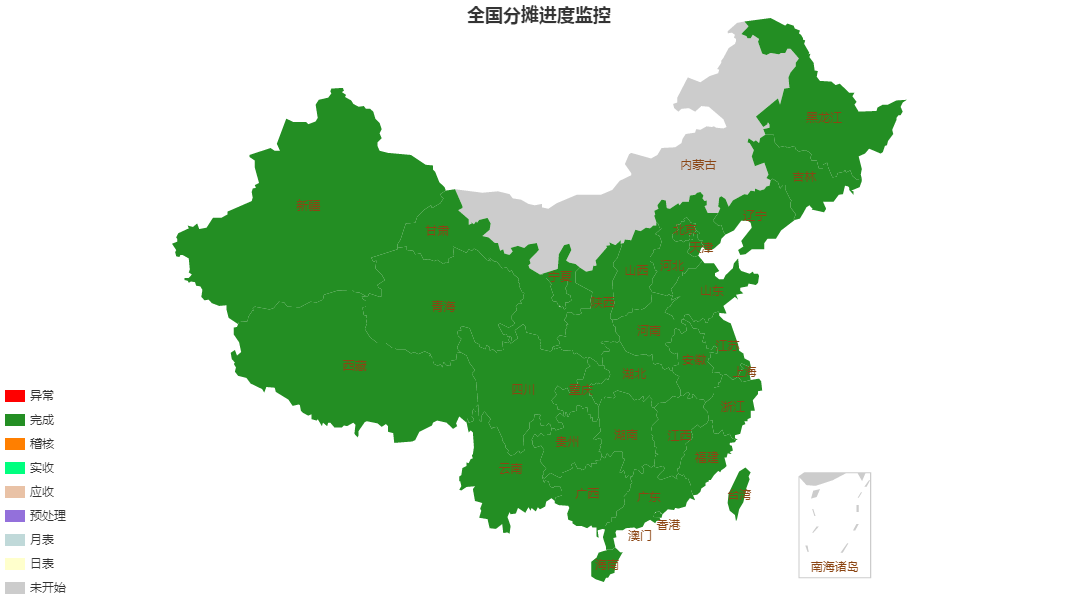 全国分摊进度监控
黑龙江
内蒙古
吉林
新疆
辽宁
甘肃
北京
天津
河北
山西
宁夏
山东
陕西
青海
河南
江苏
安徽
西藏
上海
湖北
四川
重庆
浙江
湖南
江西
贵州
福建
云南
广西
广东
台湾
香港
澳门
海南
南海诸岛
异常
完成
稽核
实收
应收
预处理
月表
日表
未开始